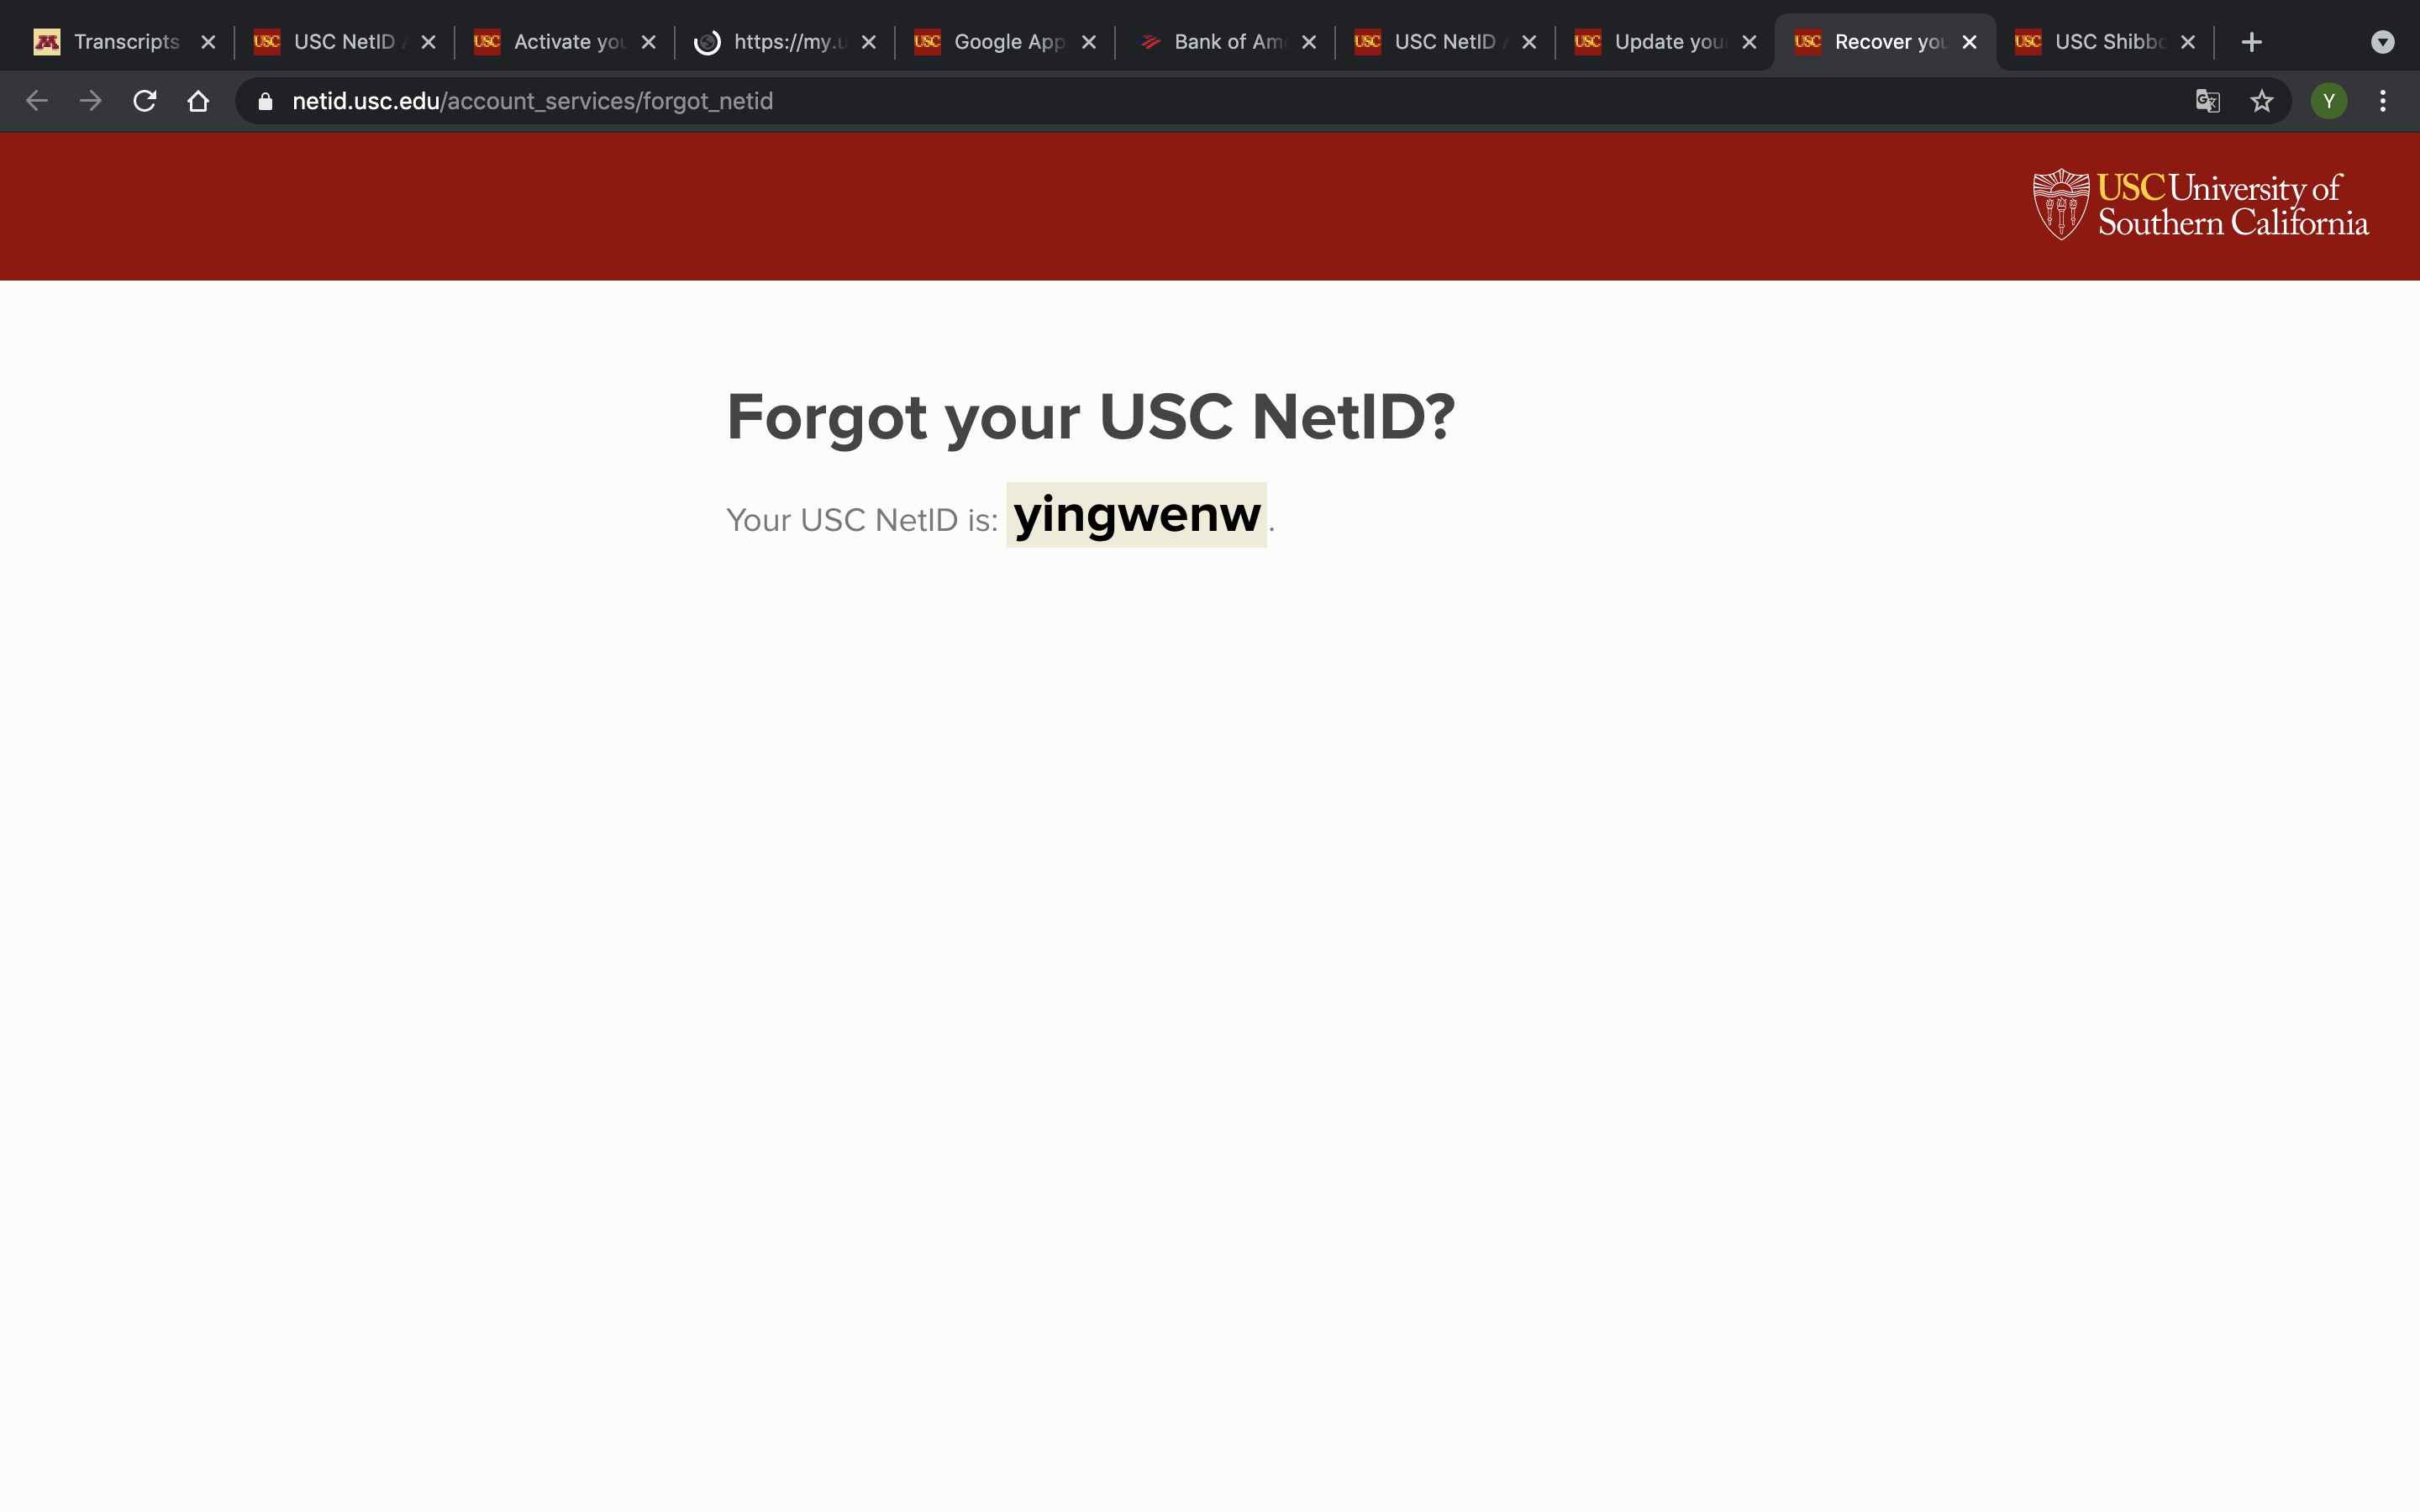 Transcripts
USC NetID
Activate you
https://my.u
Google App
Bank of Am
USC NetID
Update your
Recover you
USC Shibbo
netid.usc.edu/account_services/forgot_netid
Y
USC University of
Southern California
Forgot your USC NetID?
Your USC NetID is: yingwenw.